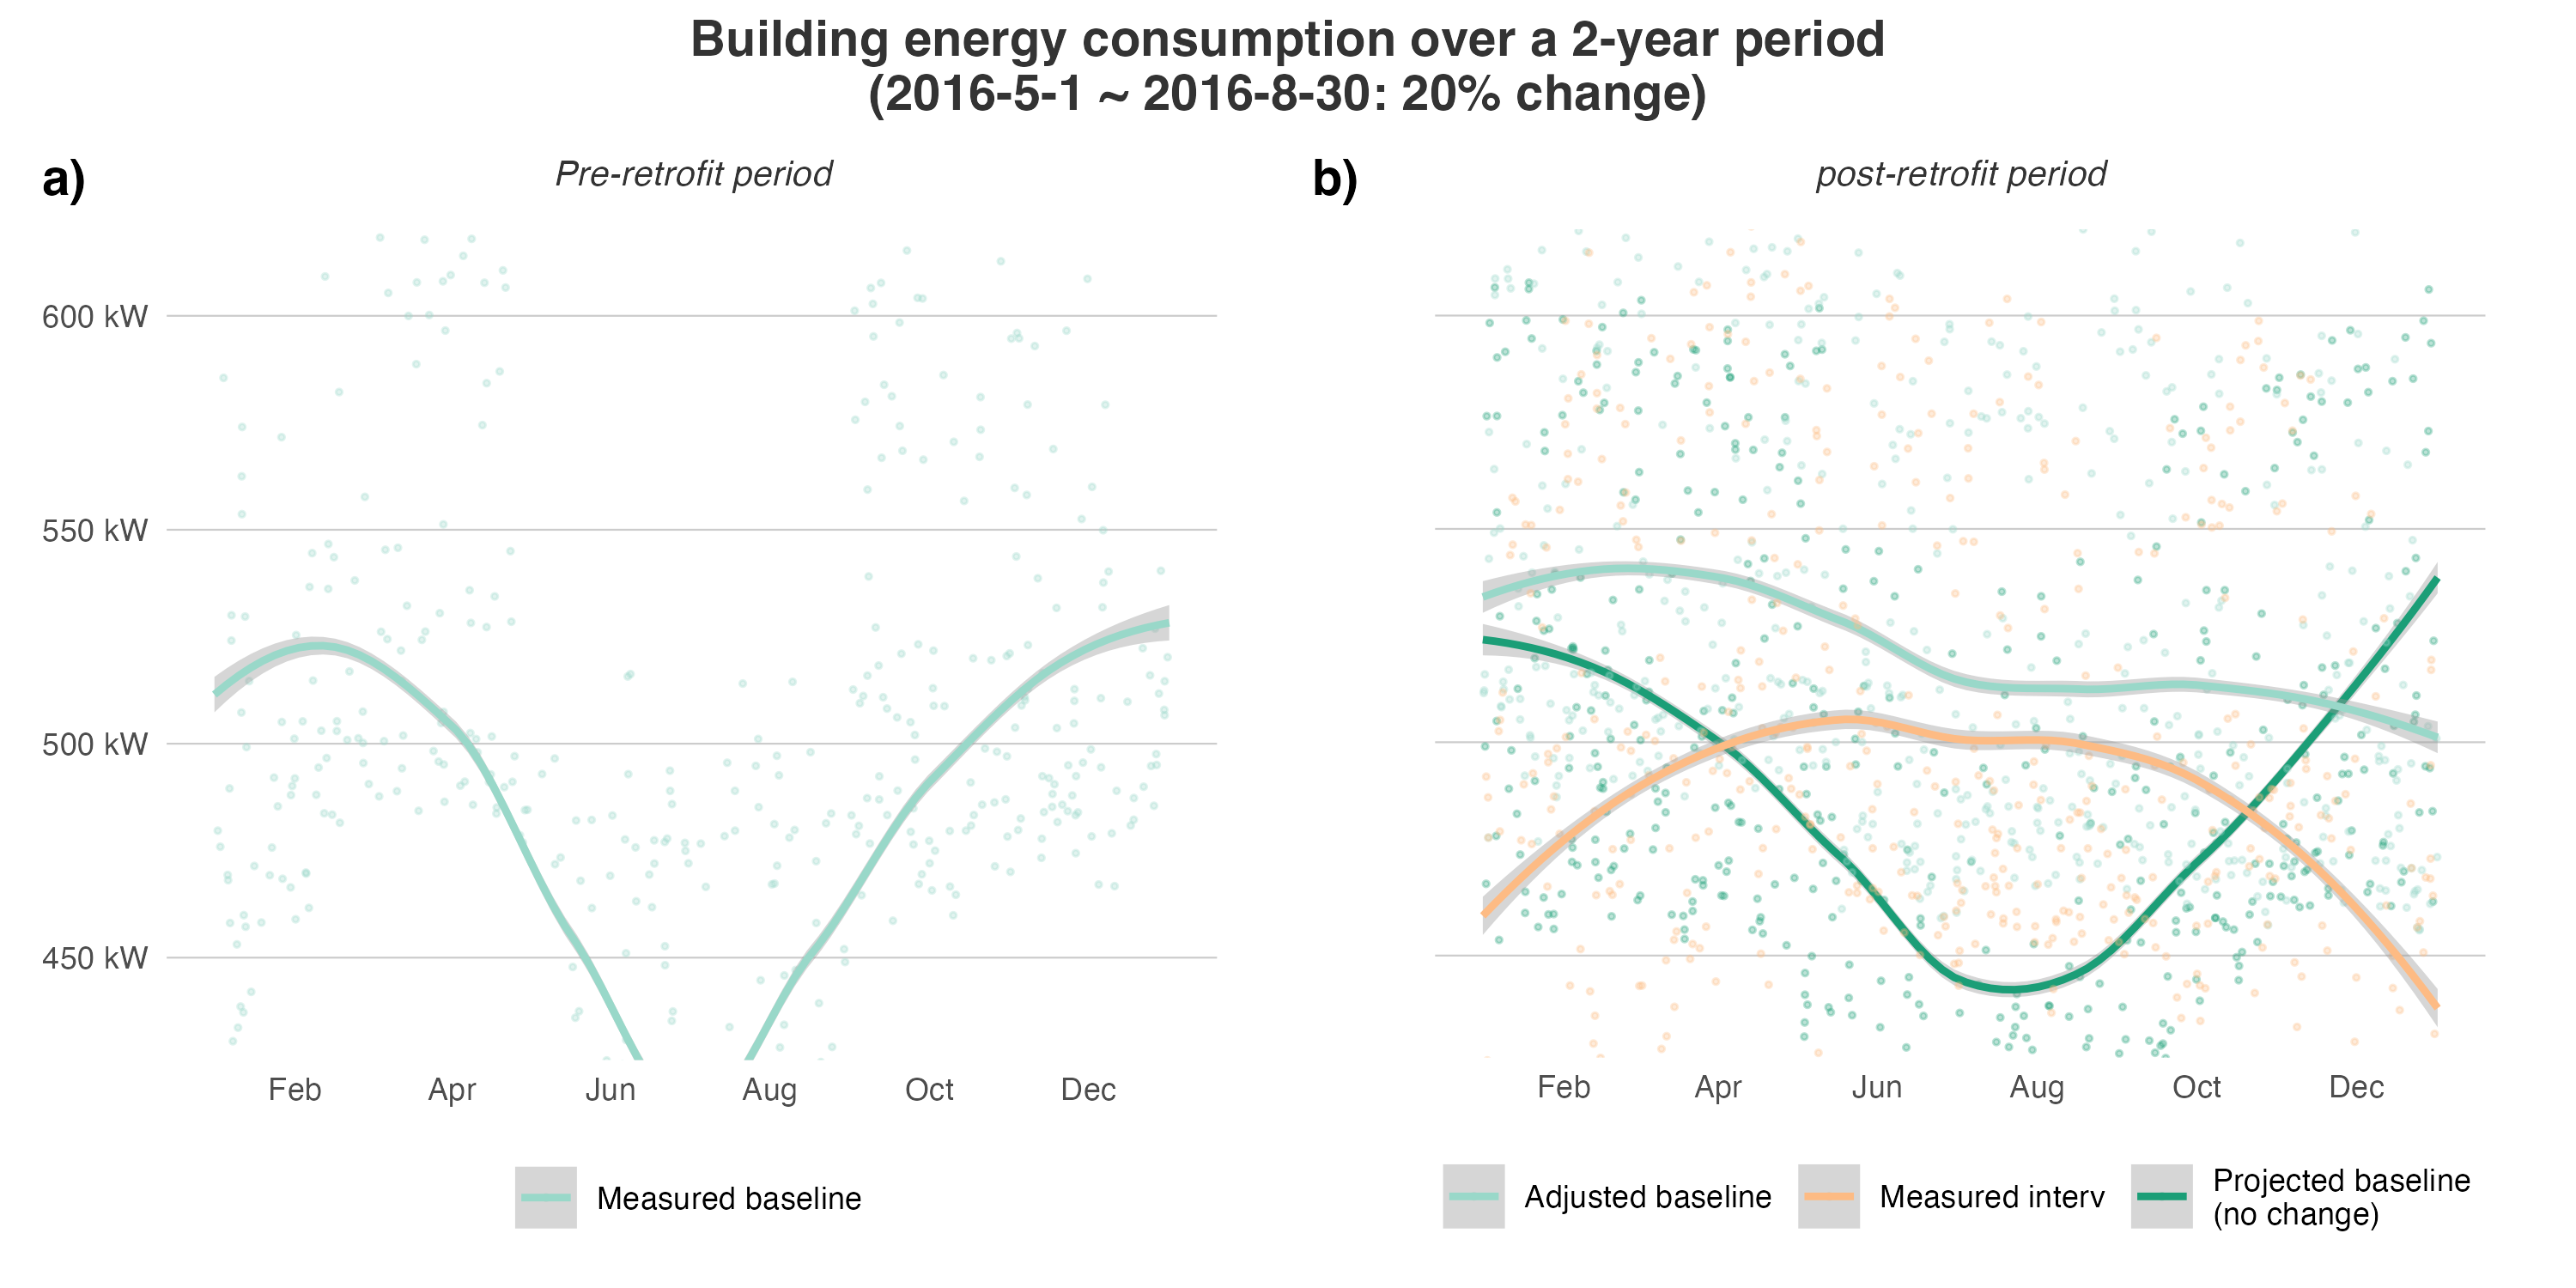 Building energy consumption over a 2-year period
(2016-5-1 ~ 2016-8-30: 20% change)
a)
Pre-retrofit period
600 kW
550 kW
500 kW
450 kW
Feb Apr Jun Aug Oct Dec
Measured baseline
b)
post-retrofit period
Feb Apr Jun Aug Oct Dec
Adjusted baseline
Measured interv
Projected baseline
(no change)